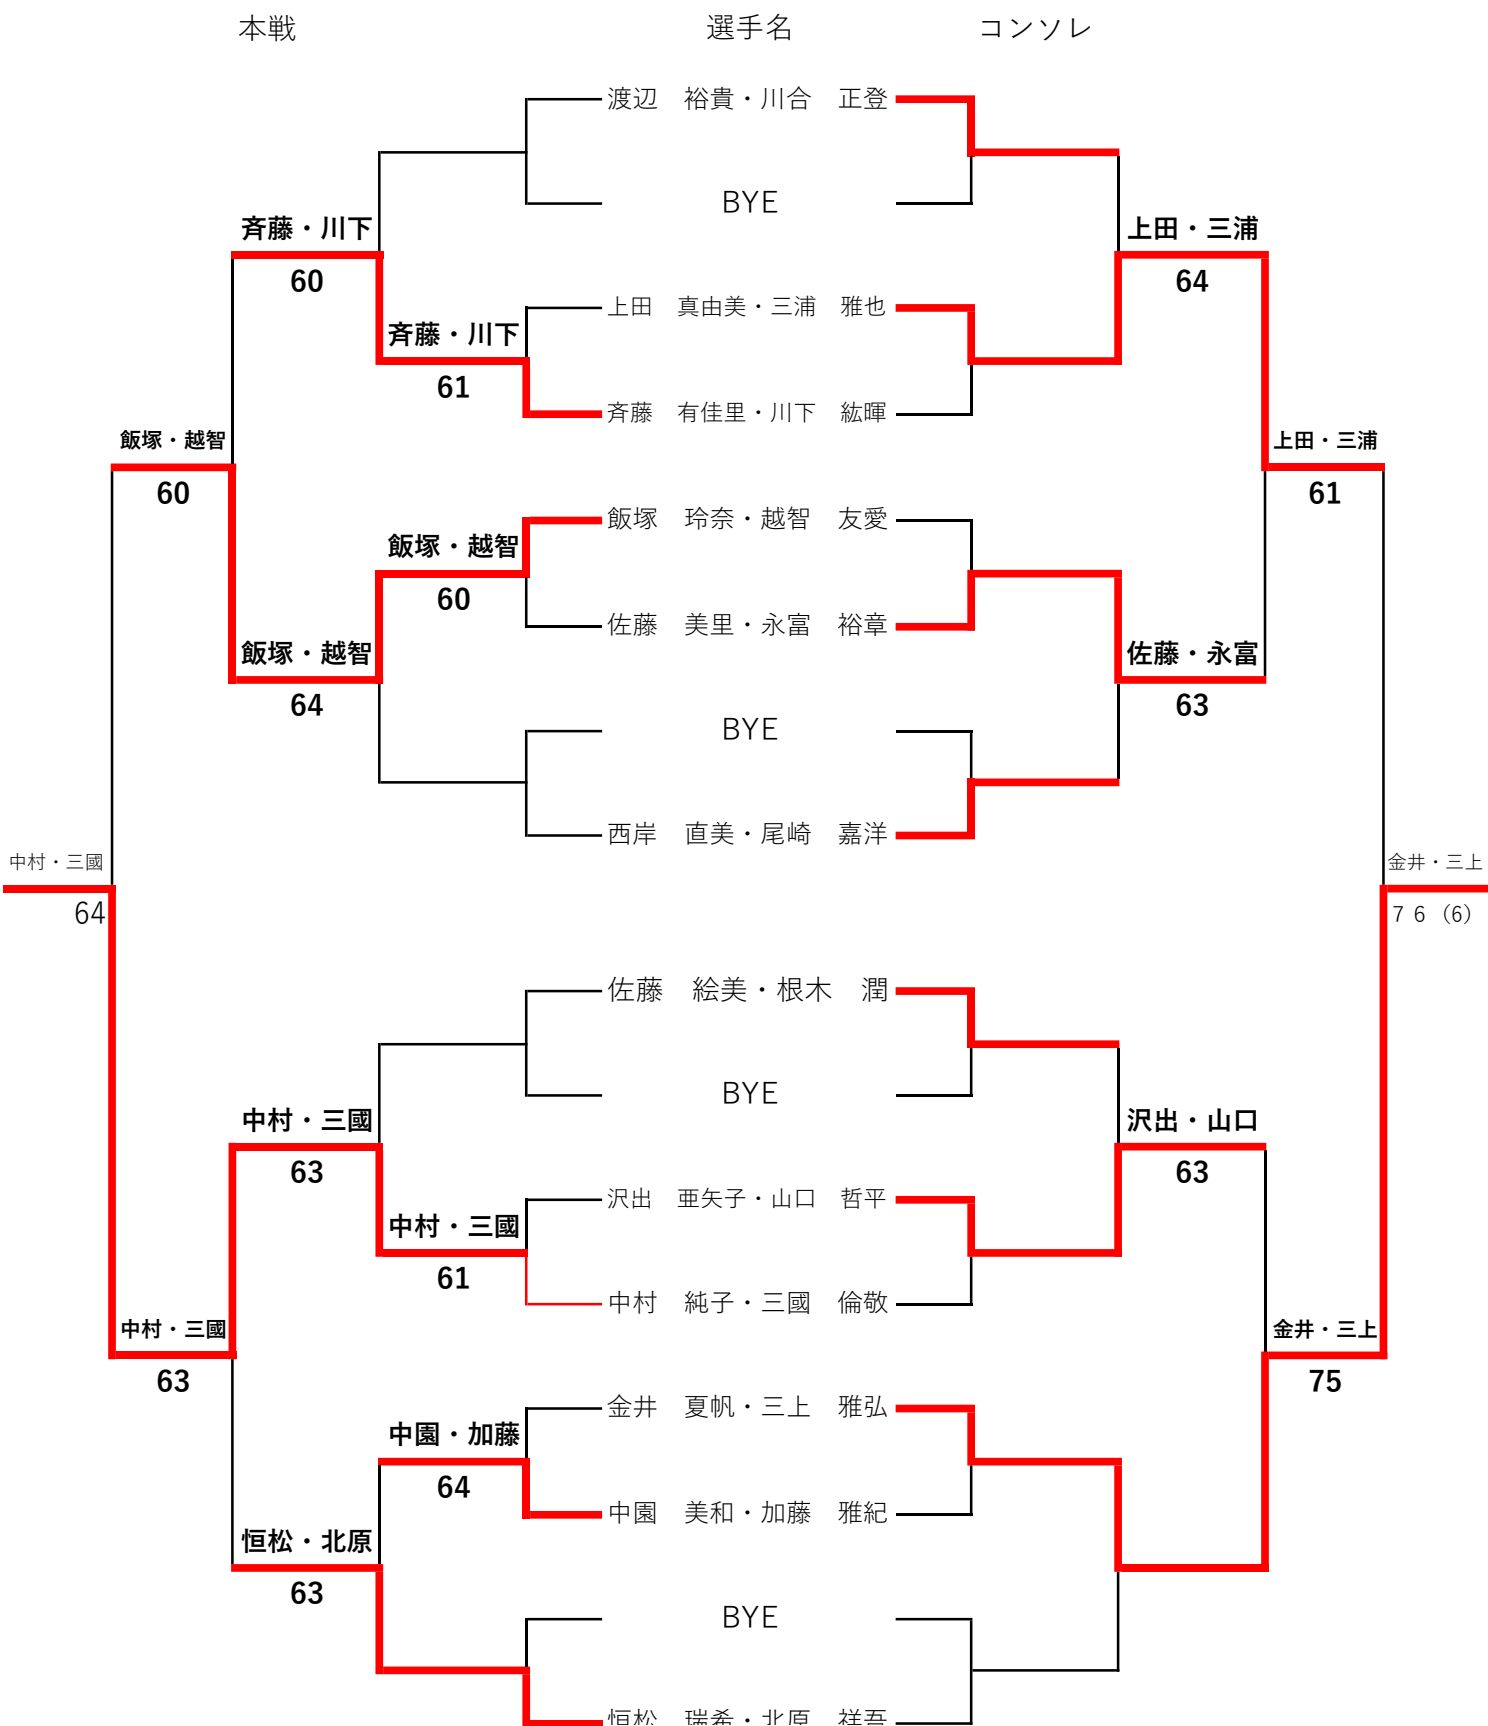 本戦　選手名　コンソレ
渡辺　裕貴・川合　正登
BYE
斉藤・川下　上田・三浦
60　64
上田　真由美・三浦　雅也
斉藤・川下
61
斉藤　有佳里・川下　紘暉
飯塚・越智　上田・三浦
60　61
飯塚　玲奈・越智　友愛
飯塚・越智
60
佐藤　美里・永富　裕章
飯塚・越智　佐藤・永富
64　63
BYE
西岸　直美・尾崎　嘉洋
中村・三國　金井・三上
64　７６（6）
佐藤　絵美・根木　潤
BYE
中村・三國　沢出・山口
63　63
沢出　亜矢子・山口　哲平
中村・三國
61
中村　純子・三國　倫敬
中村・三國　金井・三上
63　75
金井　夏帆・三上　雅弘
中園・加藤
64
中園　美和・加藤　雅紀
恒松・北原
63
BYE
恒松　瑞希・北原　祥吾